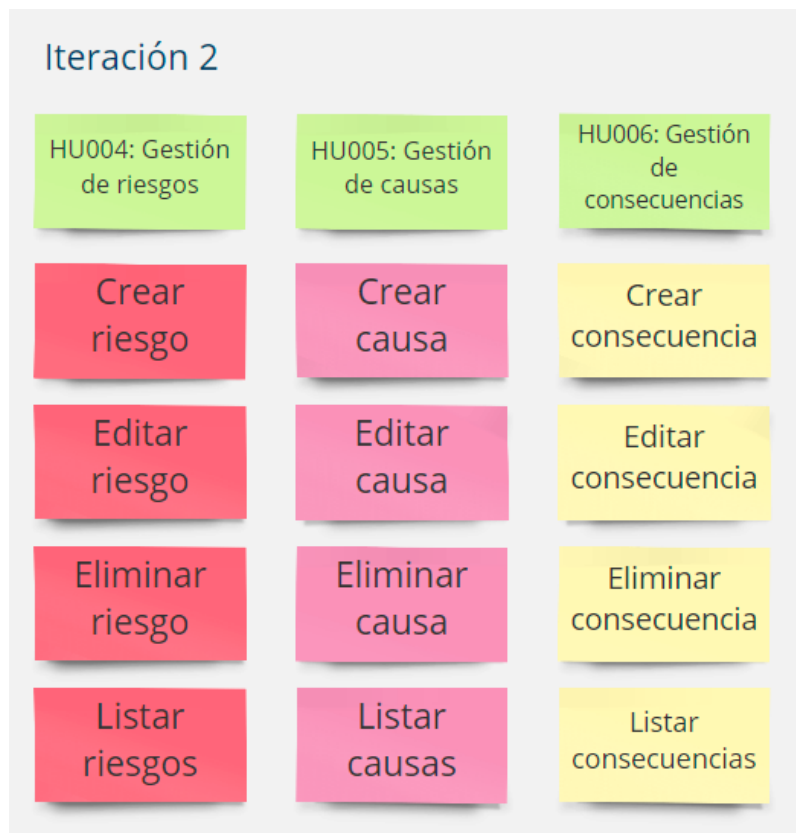 Iteración 2
HU004: Gestión
de riesgos
HU005: Gestión
de causas
HU006: Gestión
de
consecuencias
Crear
riesgo
Crear
causa
Crear
consecuencia
Editar
riesgo
Editar
causa
Editar
consecuencia
Eliminar
riesgo
Eliminar
causa
Eliminar
consecuencia
Listar
riesgos
Listar
causas
Listar
consecuencias